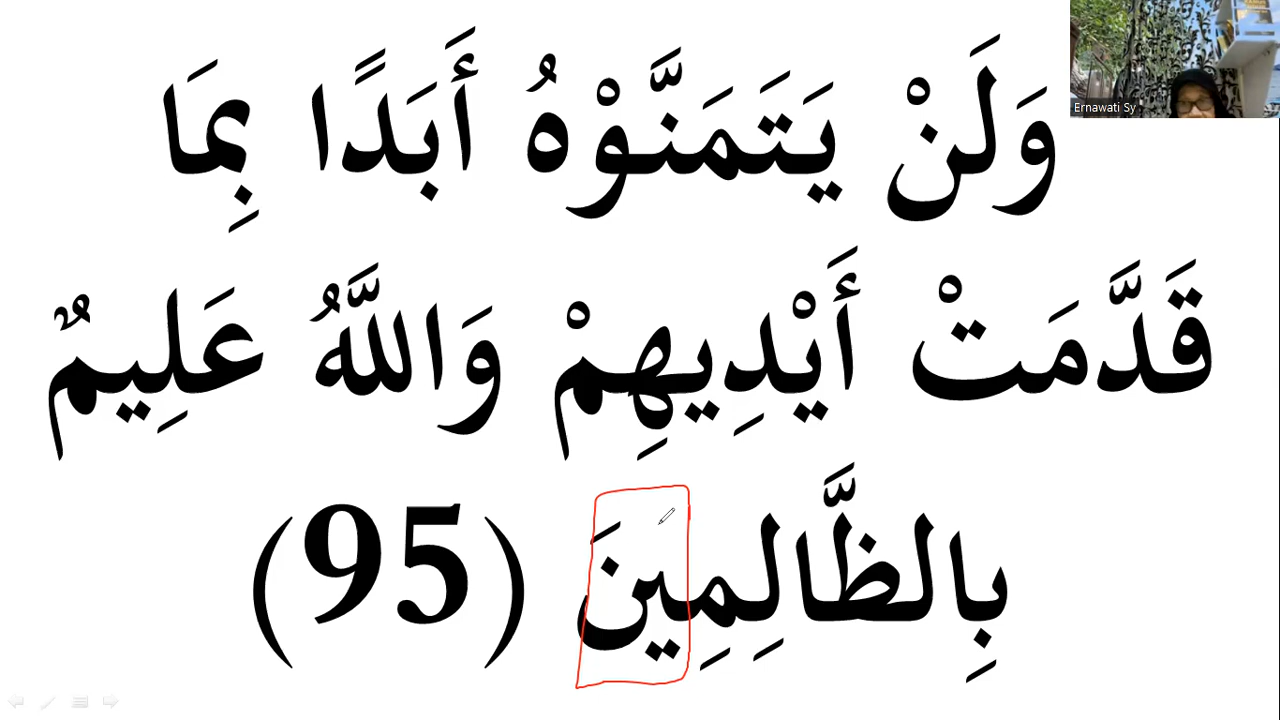 Ernawati Sy
وَلَنْ يَتَمَنَّوْهُ أَبَدًا بِمَا
قَدَّمَتْ أَيْدِيهِمْ وَاللَّهُ عَلِيمٌ
بِالظَّالِمِينَ (95)